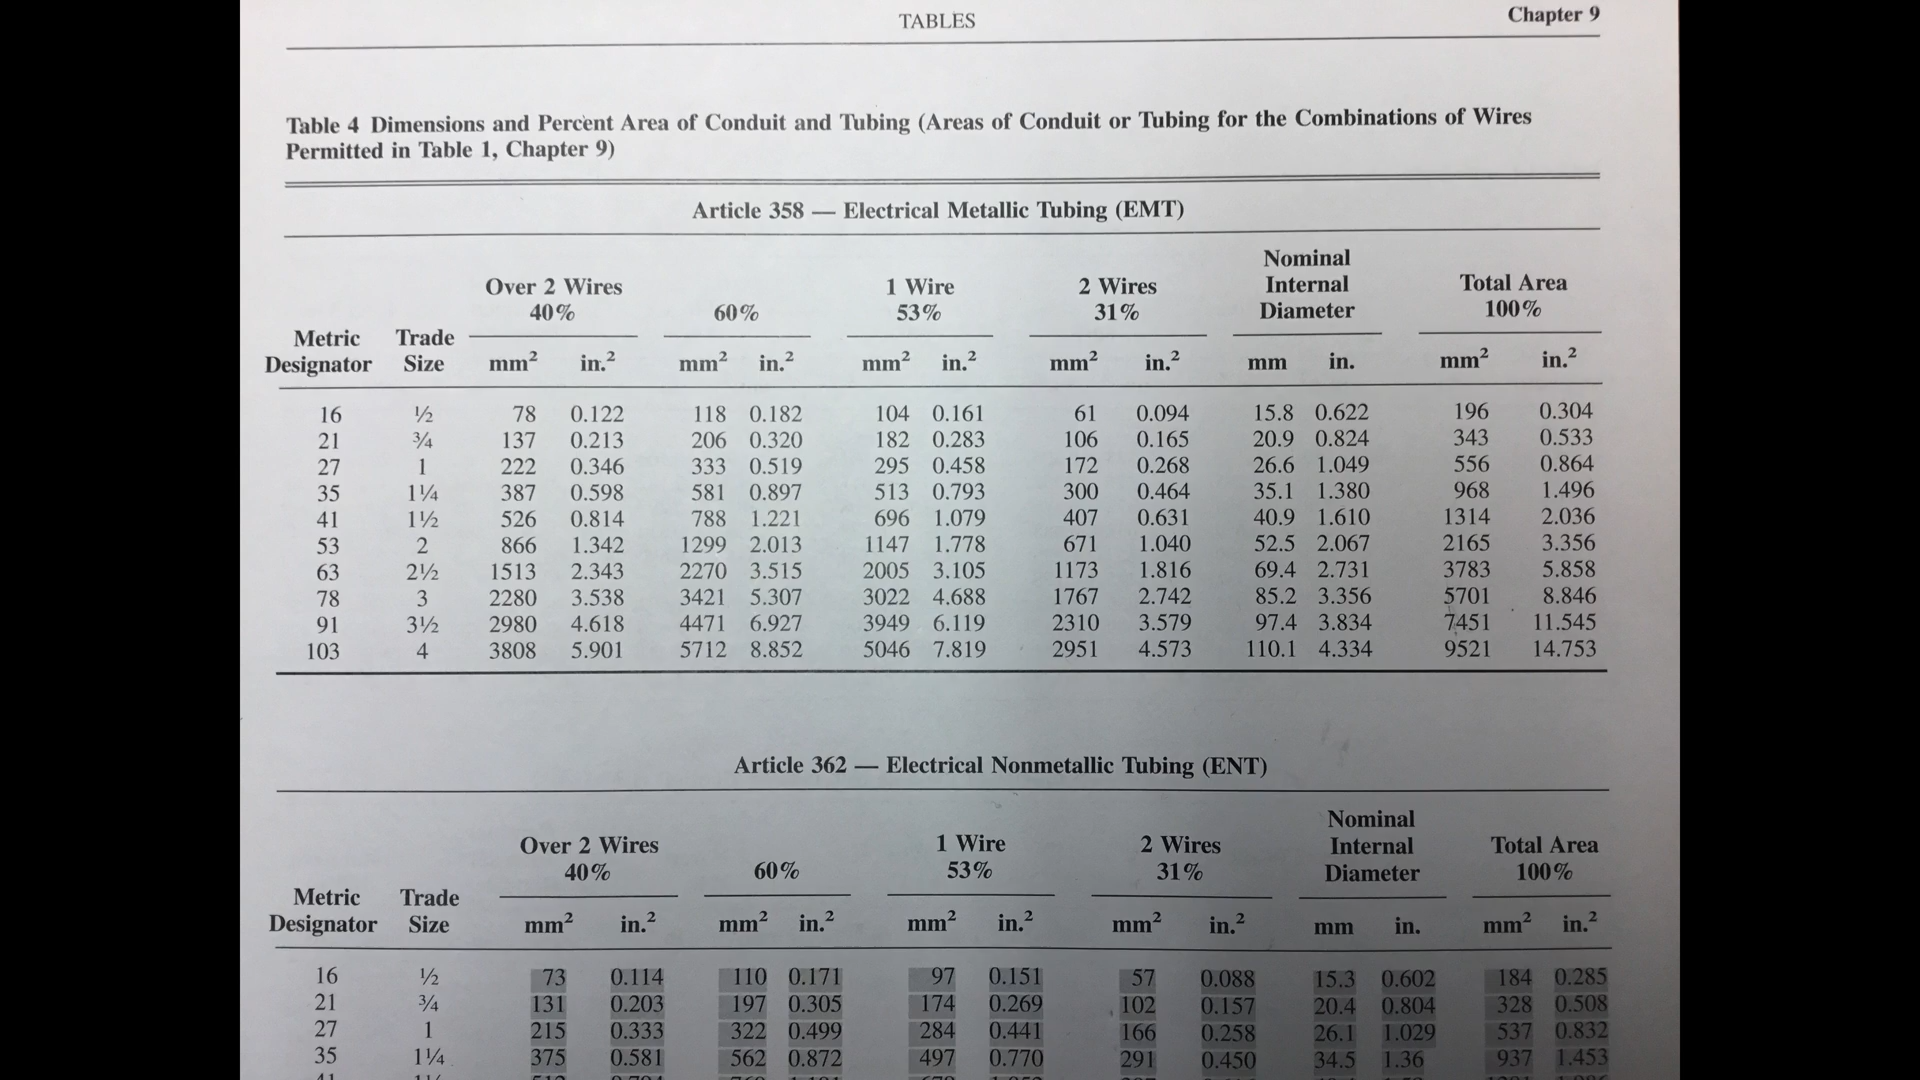 TABLES
Chapter 9
Table 4 Dimensions and Percent Area of Conduit and Tubing (Areas of Conduit or Tubing for the Combinations of Wires
Permitted in Table 1, Chapter 9)
Article 358 — Electrical Metallic Tubing (EMT)
Over 2 Wires 40% 60% 1 Wire 53% 2 Wires 31% Nominal Internal Diameter Total Area 100%
Metric Designator Trade Size mm² in.² mm² in.² mm² in.² mm² in.² mm in. mm² in.²
16 ½ 78 0.122 118 0.182 104 0.161 61 0.094 15.8 0.622 196 0.304
21 ¾ 137 0.213 206 0.320 182 0.283 106 0.165 20.9 0.824 343 0.533
27 1 222 0.346 333 0.519 295 0.458 172 0.268 26.6 1.049 556 0.864
35 1¼ 387 0.598 581 0.897 513 0.793 300 0.464 35.1 1.380 968 1.496
41 1½ 526 0.814 788 1.221 696 1.079 407 0.631 40.9 1.610 1314 2.036
53 2 866 1.342 1299 2.013 1147 1.778 671 1.040 52.5 2.067 2165 3.356
63 2½ 1513 2.343 2270 3.515 2005 3.105 1173 1.816 69.4 2.731 3783 5.858
78 3 2280 3.538 3421 5.307 3022 4.688 1767 2.742 85.2 3.356 5701 8.846
91 3½ 2980 4.618 4471 6.927 3949 6.119 2310 3.579 97.4 3.834 7451 11.545
103 4 3808 5.901 5712 8.852 5046 7.819 2951 4.573 110.1 4.334 9521 14.753
Article 362 — Electrical Nonmetallic Tubing (ENT)
Over 2 Wires 40% 60% 1 Wire 53% 2 Wires 31% Nominal Internal Diameter Total Area 100%
Metric Designator Trade Size mm² in.² mm² in.² mm² in.² mm² in.² mm in. mm² in.²
16 ½ 73 0.114 110 0.171 97 0.151 57 0.088 15.3 0.602 184 0.285
21 ¾ 131 0.203 197 0.305 174 0.269 102 0.157 20.4 0.804 328 0.508
27 1 215 0.333 322 0.499 284 0.441 166 0.258 26.1 1.029 537 0.832
35 1¼ 375 0.581 562 0.872 497 0.770 291 0.450 34.5 1.36 937 1.453